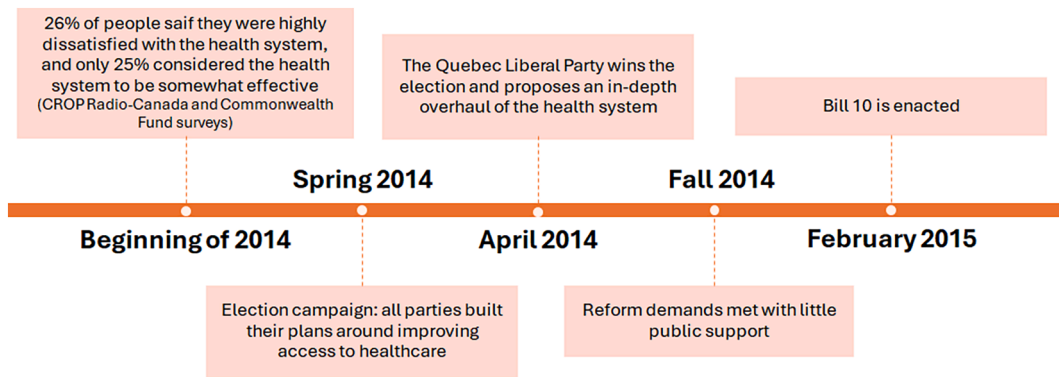 26% of people saif they were highly
dissatisfied with the health system,
and only 25% considered the health
system to be somewhat effective
(CROP Radio-Canada and Commonwealth
Fund surveys)
The Quebec Liberal Party wins the
election and proposes an in-depth
overhaul of the health system
Bill 10 is enacted
Spring 2014
Fall 2014
Beginning of 2014
April 2014
February 2015
Election campaign: all parties built
their plans around improving
access to healthcare
Reform demands met with little
public support